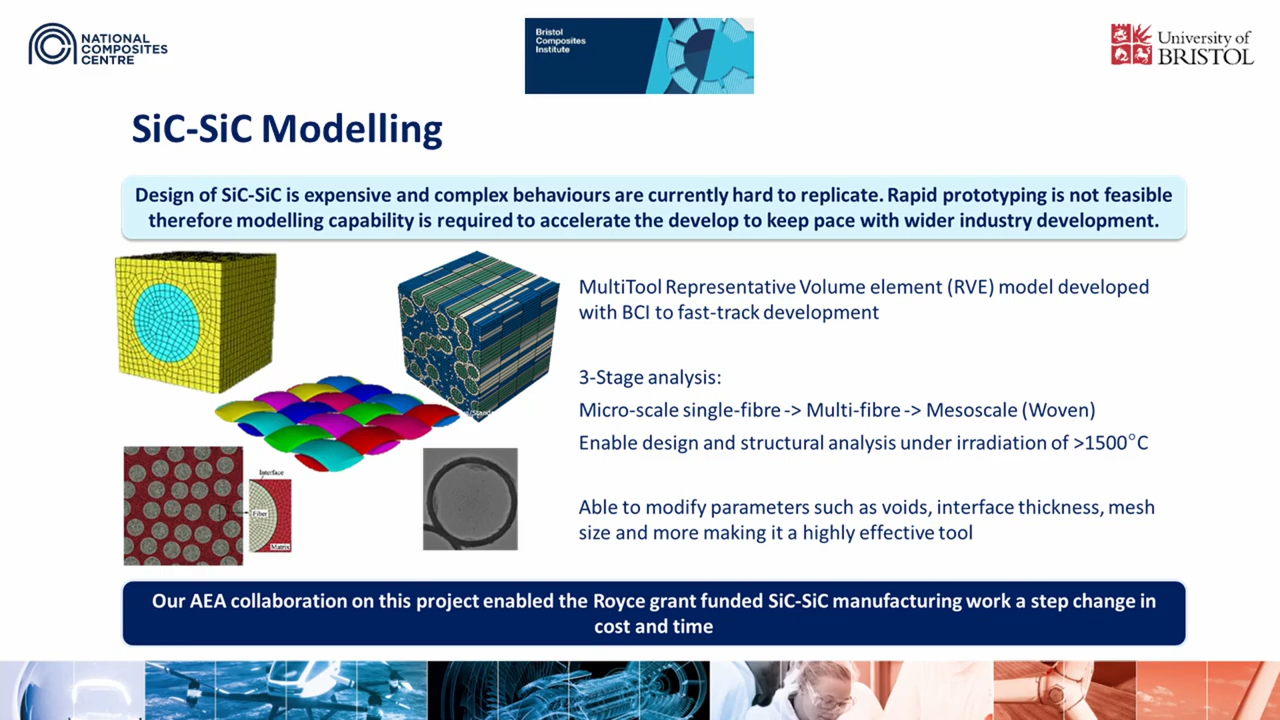 NATIONAL
COMPOSITES
CENTRE
Bristol
Composites
Institute
University of
BRISTOL
SiC-SiC Modelling
Design of SiC-SiC is expensive and complex behaviours are currently hard to replicate. Rapid prototyping is not feasible
therefore modelling capability is required to accelerate the develop to keep pace with wider industry development.
MultiTool Representative Volume element (RVE) model developed
with BCI to fast-track development
3-Stage analysis:
Micro-scale single-fibre -> Multi-fibre -> Mesoscale (Woven)
Enable design and structural analysis under irradiation of >1500°C
Able to modify parameters such as voids, interface thickness, mesh
size and more making it a highly effective tool
Interface
Fiber
Matrix
Our AEA collaboration on this project enabled the Royce grant funded SiC-SiC manufacturing work a step change in
cost and time